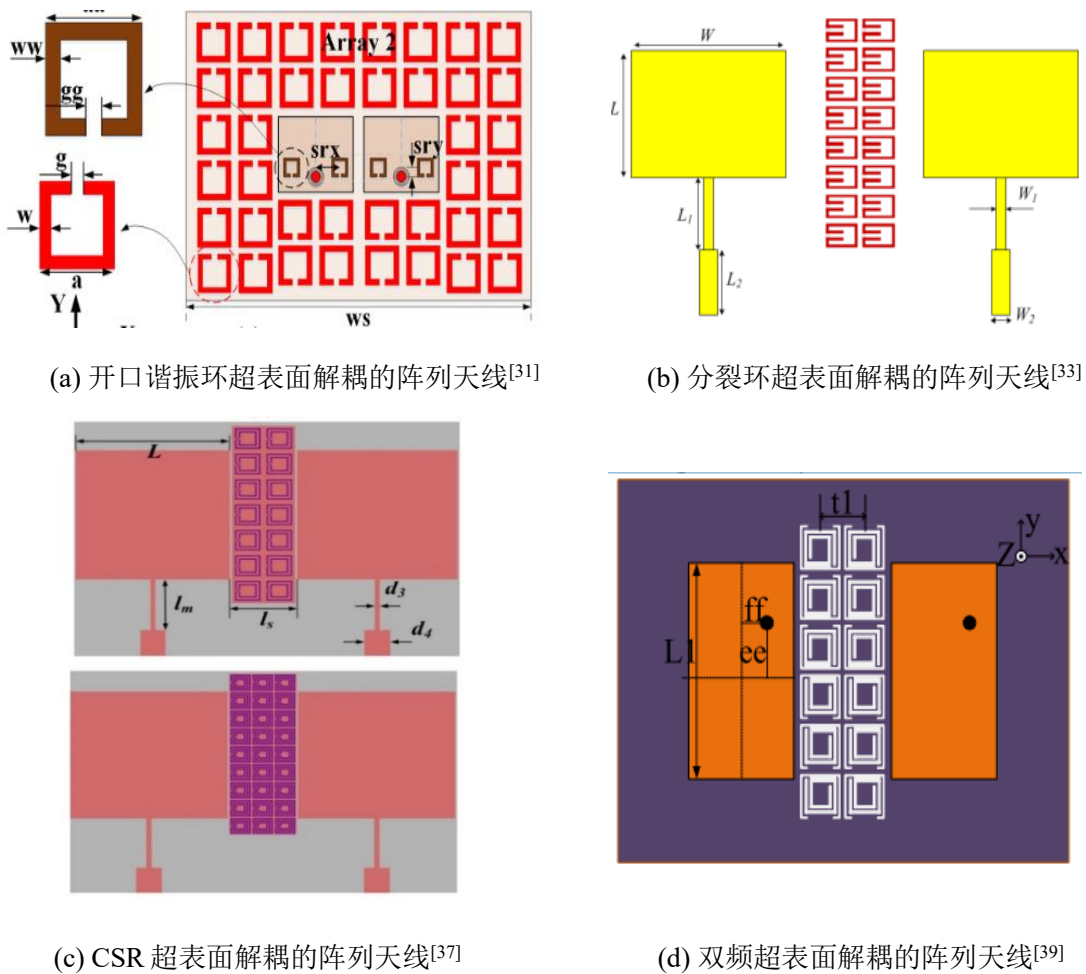 ww
Array 2
gg
srx
sry
g
w
a
Y
ws
W
L
L1
W1
L2
W2
(a) 开口谐振环超表面解耦的阵列天线[31]
(b) 分裂环超表面解耦的阵列天线[33]
L
lm
ls
d3
d4
t1
y
Z
x
ff
L1
ee
(c) CSR 超表面解耦的阵列天线[37]
(d) 双频超表面解耦的阵列天线[39]